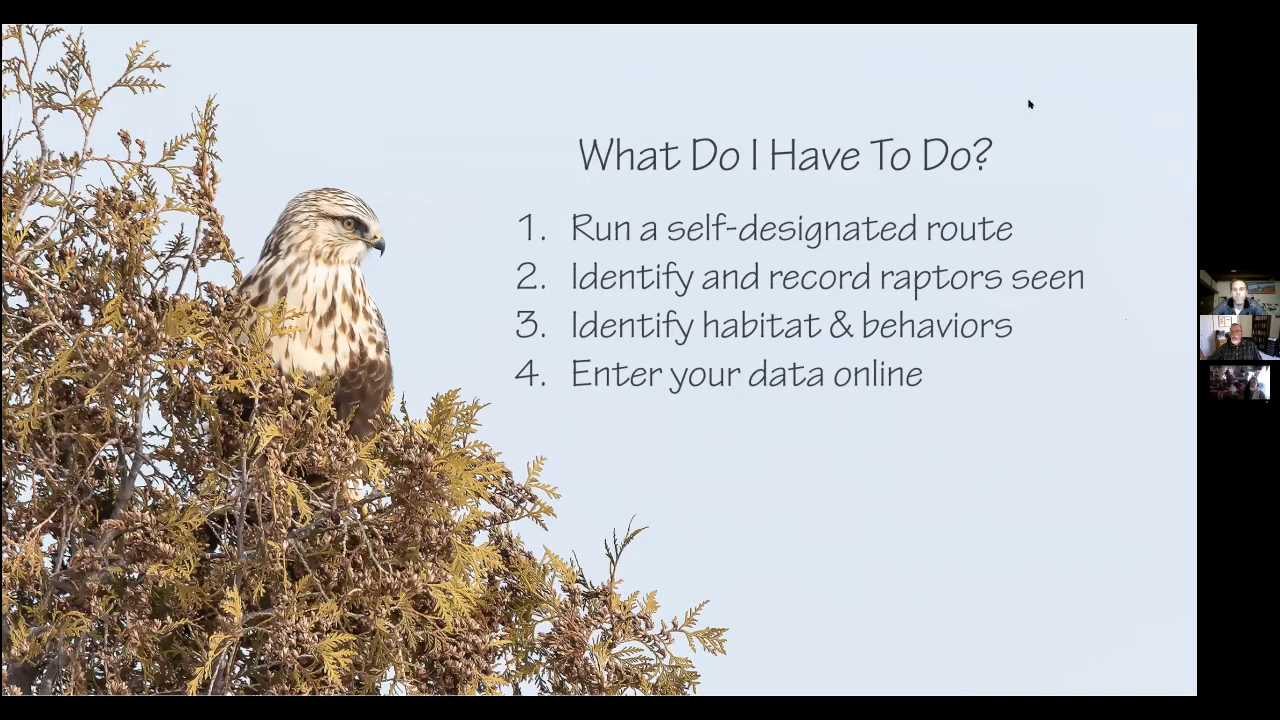 What Do I Have To Do?
1. Run a self-designated route
2. Identify and record raptors seen
3. Identify habitat & behaviors
4. Enter your data online